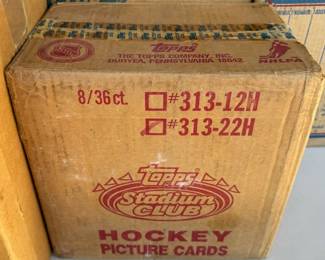 Topps
THE TOPPS COMPANY, INC.
DURYEA, PENNSYLVANIA 18642
NHLPA
8/36 ct.
#313-12H
#313-22H
Topps
Stadium
CLUB
HOCKEY
PICTURE CARDS